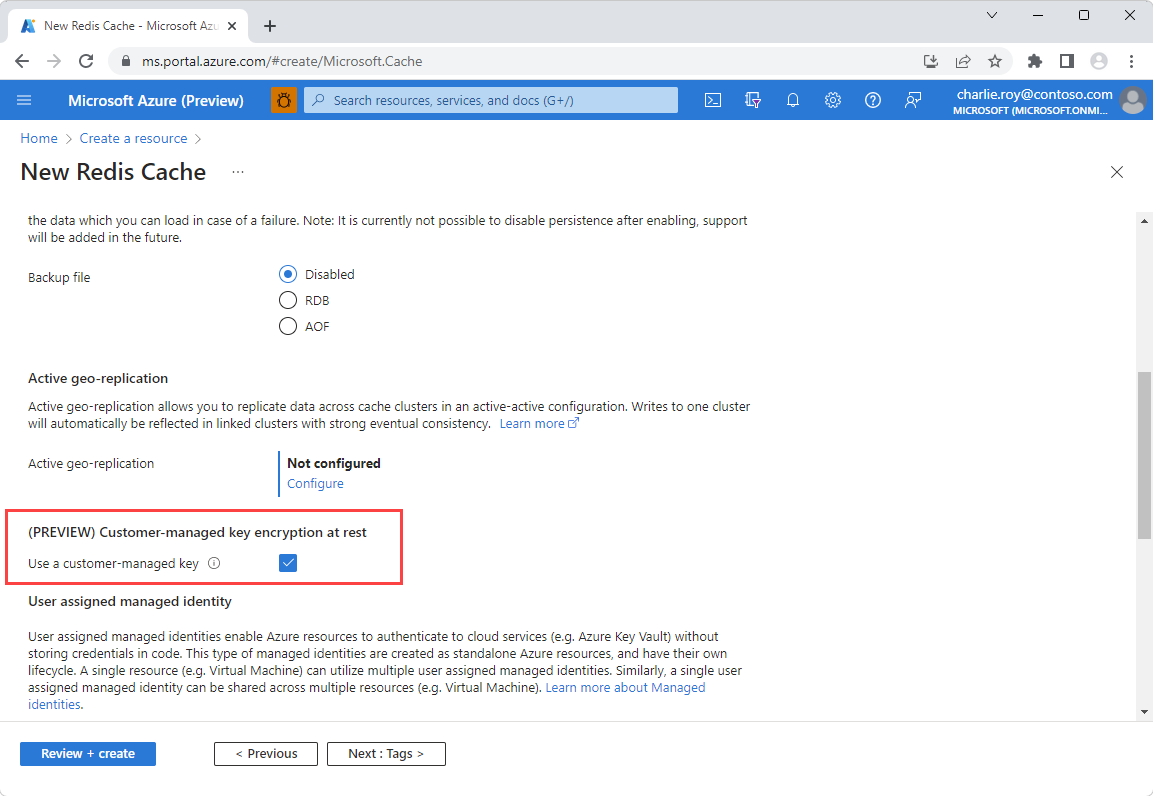 New Redis Cache - Microsoft Azu
ms.portal.azure.com/#create/Microsoft.Cache
Microsoft Azure (Preview)
Search resources, services, and docs (G+/)
charlie.roy@contoso.com
MICROSOFT (MICROSOFT.ONMI...
Home > Create a resource >
New Redis Cache ...
the data which you can load in case of a failure. Note: It is currently not possible to disable persistence after enabling, support
will be added in the future.
Backup file
Disabled
RDB
AOF
Active geo-replication
Active geo-replication allows you to replicate data across cache clusters in an active-active configuration. Writes to one cluster
will automatically be reflected in linked clusters with strong eventual consistency. Learn more
Active geo-replication
Not configured
Configure
(PREVIEW) Customer-managed key encryption at rest
Use a customer-managed key
User assigned managed identity
User assigned managed identities enable Azure resources to authenticate to cloud services (e.g. Azure Key Vault) without
storing credentials in code. This type of managed identities are created as standalone Azure resources, and have their own
lifecycle. A single resource (e.g. Virtual Machine) can utilize multiple user assigned managed identities. Similarly, a single user
assigned managed identity can be shared across multiple resources (e.g. Virtual Machine). Learn more about Managed
identities.
Review + create
< Previous
Next : Tags >